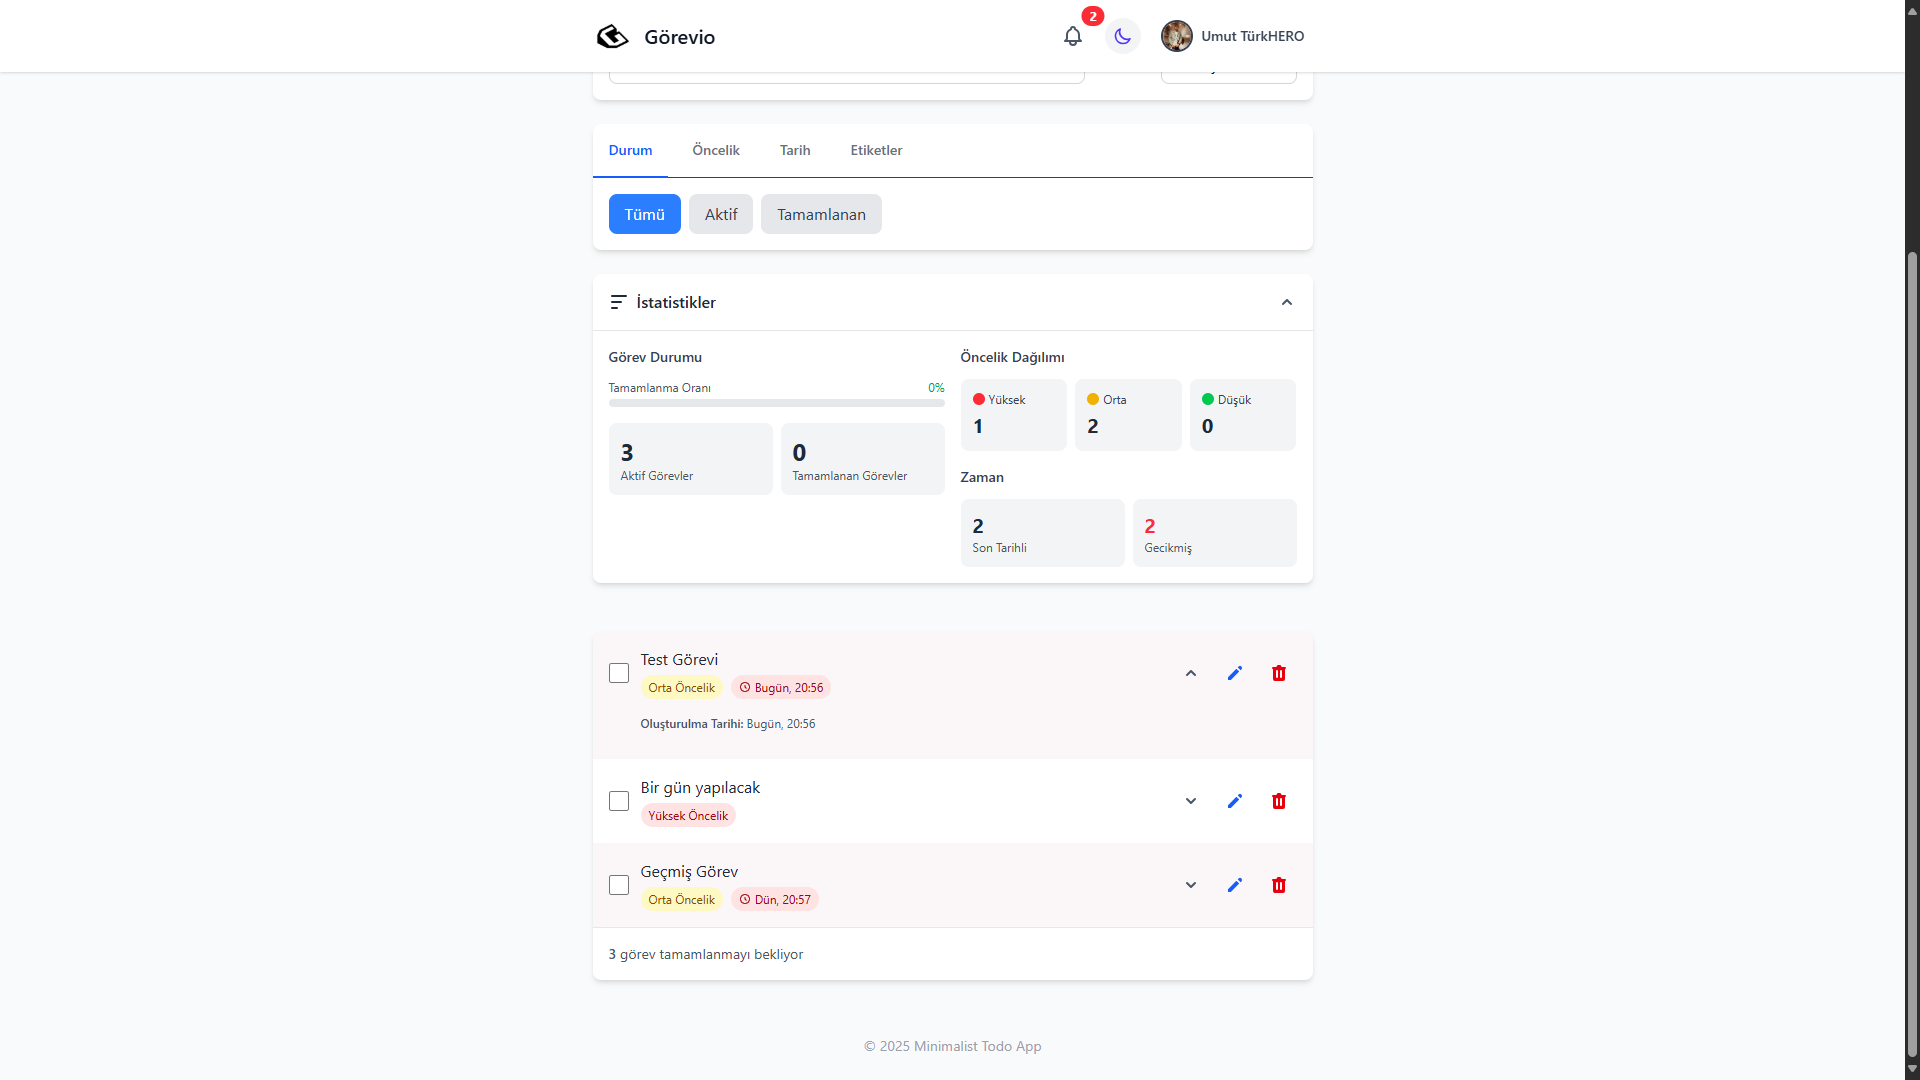 Görevio
2
Umut TürkHERO
Durum
Öncelik
Tarih
Etiketler
Tümü
Aktif
Tamamlanan
İstatistikler
Görev Durumu
Tamamlanma Oranı
0%
3
Aktif Görevler
0
Tamamlanan Görevler
Öncelik Dağılımı
Yüksek
1
Orta
2
Düşük
0
Zaman
2
Son Tarihli
2
Gecikmiş
Test Görevi
Orta Öncelik
Bugün, 20:56
Oluşturulma Tarihi: Bugün, 20:56
Bir gün yapılacak
Yüksek Öncelik
Geçmiş Görev
Orta Öncelik
Dün, 20:57
3 görev tamamlanmayı bekliyor
© 2025 Minimalist Todo App